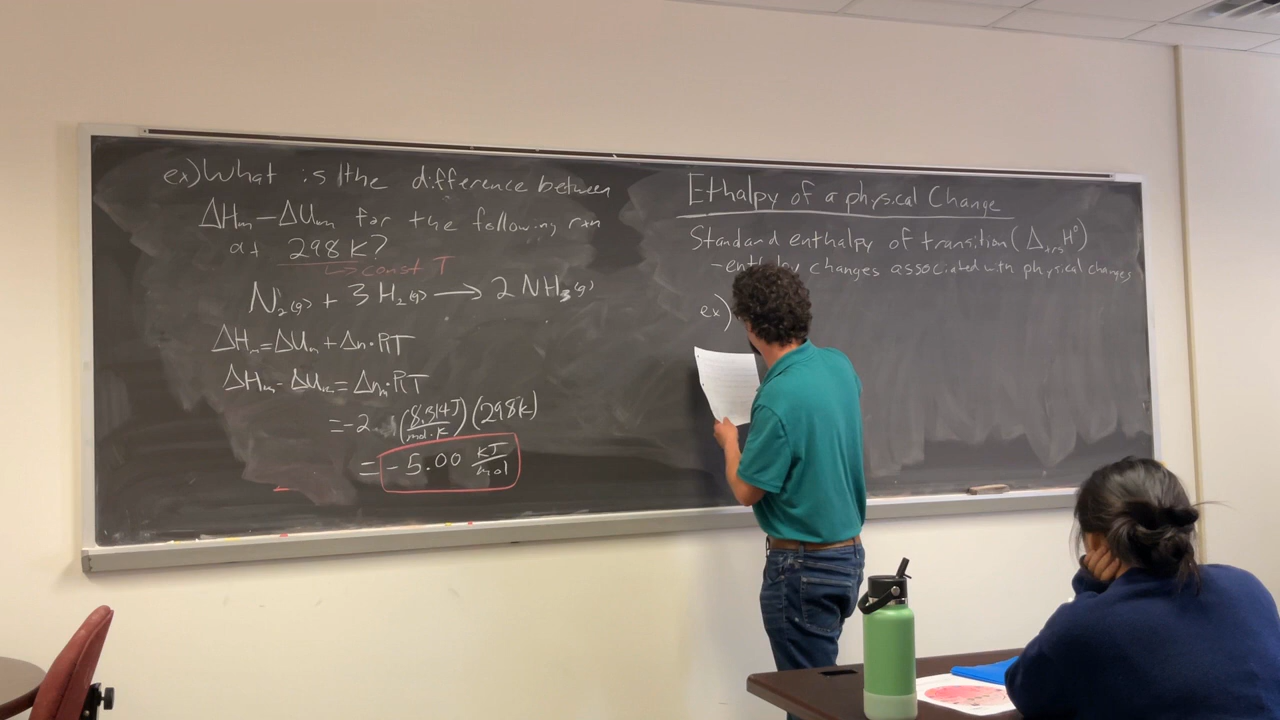 ex) What is the difference between
ΔHₘ − ΔUₘ for the following rxn
at 298 K?
↳ const T
N₂(g) + 3 H₂(g) ⟶ 2 NH₃(g)
ΔHₘ = ΔUₘ + Δn · RT
ΔHₘ − ΔUₘ = Δn · RT
= −2 (8.314 J / mol · K) (298 K)
= −5.00 kJ / mol
Ethalpy of a physical Change
Standard enthalpy of transition (Δₜᵣₛ H⁰)
- enthalpy changes associated with physical changes
ex)